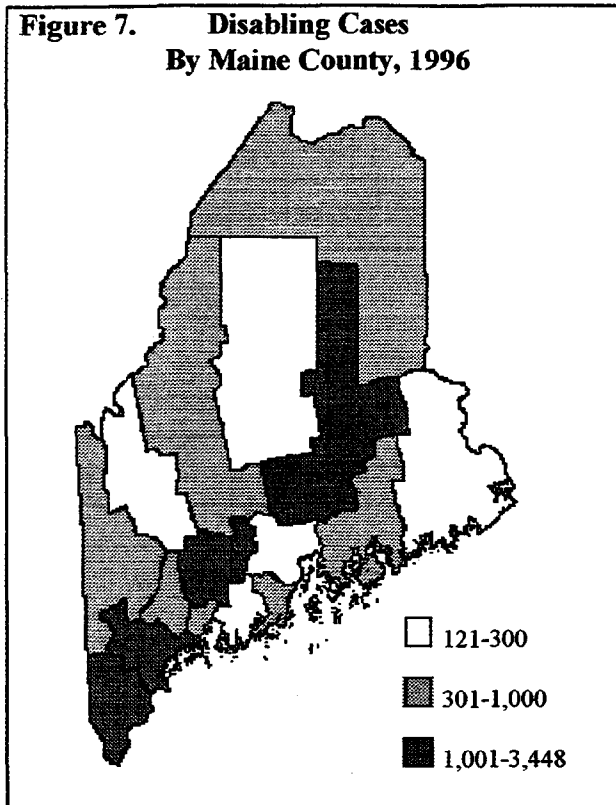 Figure 7. Disabling Cases
By Maine County, 1996
121-300
301-1,000
1,001-3,448